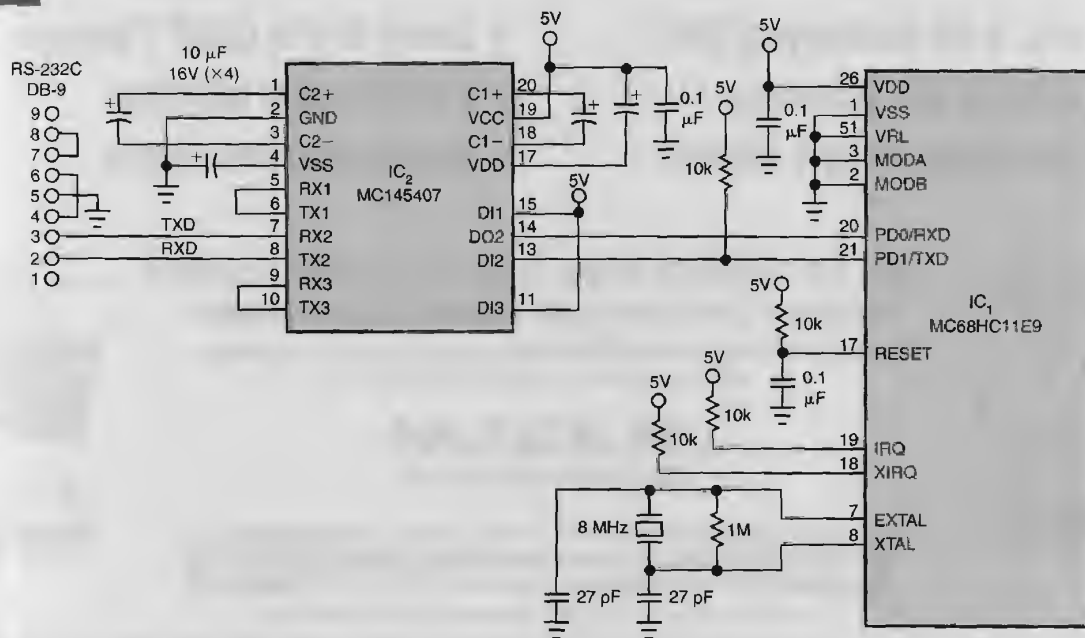 RS-232C
DB-9
9
8
7
6
5
4
3
2
1
10 µF
16V (×4)
TXD
RXD
1 C2+
2 GND
3 C2−
4 VSS
5 RX1
6 TX1
7 RX2
8 TX2
9 RX3
10 TX3
IC2
MC145407
C1+ 20
VCC 19
C1− 18
VDD 17
DI1 15
DO2 14
DI2 13
DI3 11
5V
0.1
µF
5V
10k
5V
5V
0.1
µF
26 VDD
1 VSS
51 VRL
3 MODA
2 MODB
20 PD0/RXD
21 PD1/TXD
IC1
MC68HC11E9
5V
10k
17 RESET
0.1
µF
5V
10k
5V
10k
19 IRQ
18 XIRQ
7 EXTAL
8 XTAL
8 MHz
1M
27 pF
27 pF